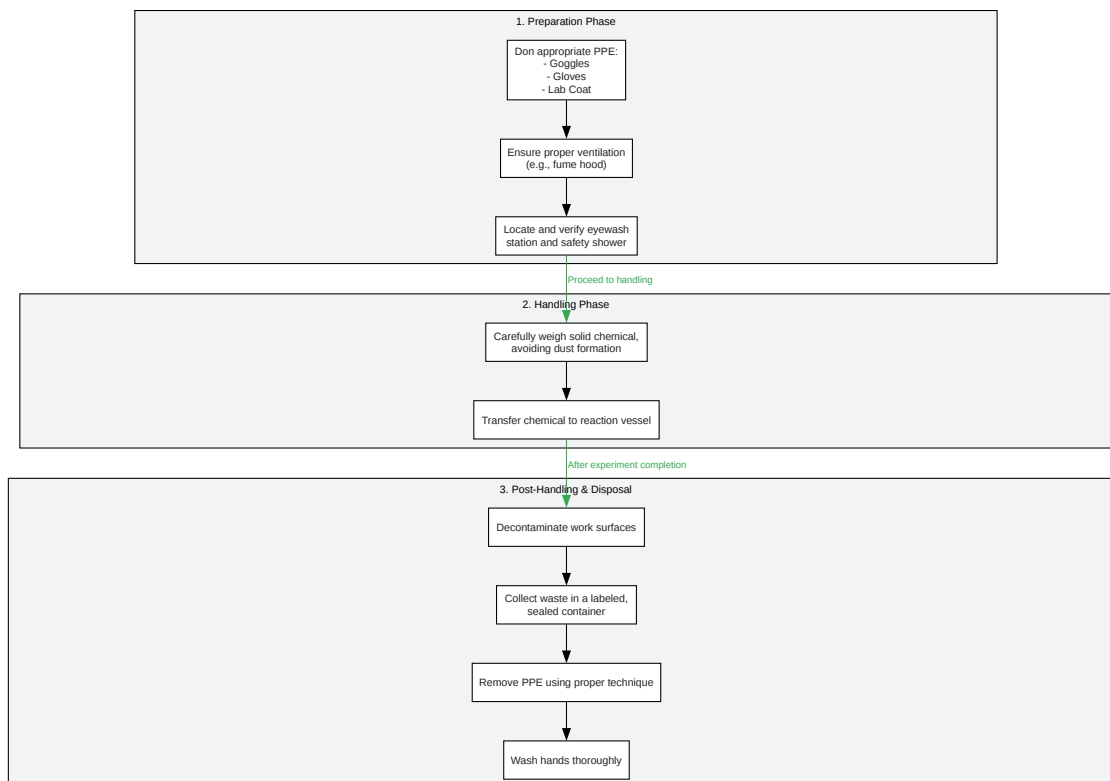 1. Preparation Phase
Don appropriate PPE:
- Goggles
- Gloves
- Lab Coat
Ensure proper ventilation
(e.g., fume hood)
Locate and verify eyewash
station and safety shower
Proceed to handling
2. Handling Phase
Carefully weigh solid chemical,
avoiding dust formation
Transfer chemical to reaction vessel
After experiment completion
3. Post-Handling & Disposal
Decontaminate work surfaces
Collect waste in a labeled,
sealed container
Remove PPE using proper technique
Wash hands thoroughly